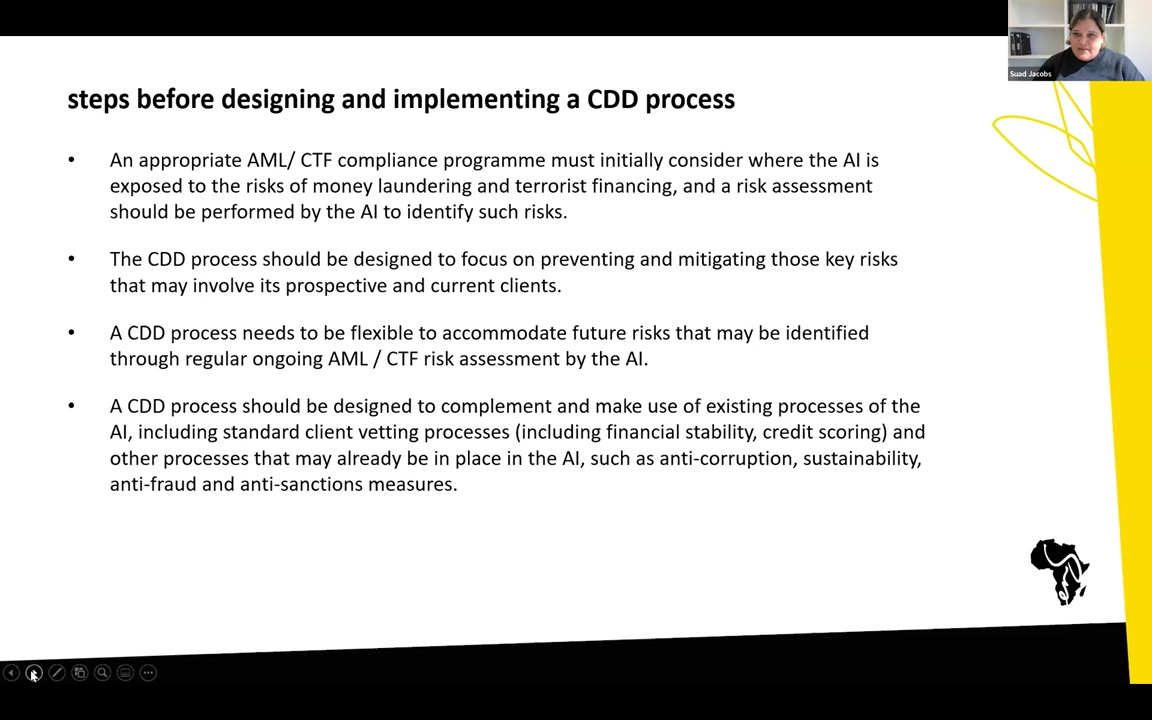 Suad Jacobs
steps before designing and implementing a CDD process
• An appropriate AML/ CTF compliance programme must initially consider where the AI is
exposed to the risks of money laundering and terrorist financing, and a risk assessment
should be performed by the AI to identify such risks.
• The CDD process should be designed to focus on preventing and mitigating those key risks
that may involve its prospective and current clients.
• A CDD process needs to be flexible to accommodate future risks that may be identified
through regular ongoing AML / CTF risk assessment by the AI.
• A CDD process should be designed to complement and make use of existing processes of the
AI, including standard client vetting processes (including financial stability, credit scoring) and
other processes that may already be in place in the AI, such as anti-corruption, sustainability,
anti-fraud and anti-sanctions measures.